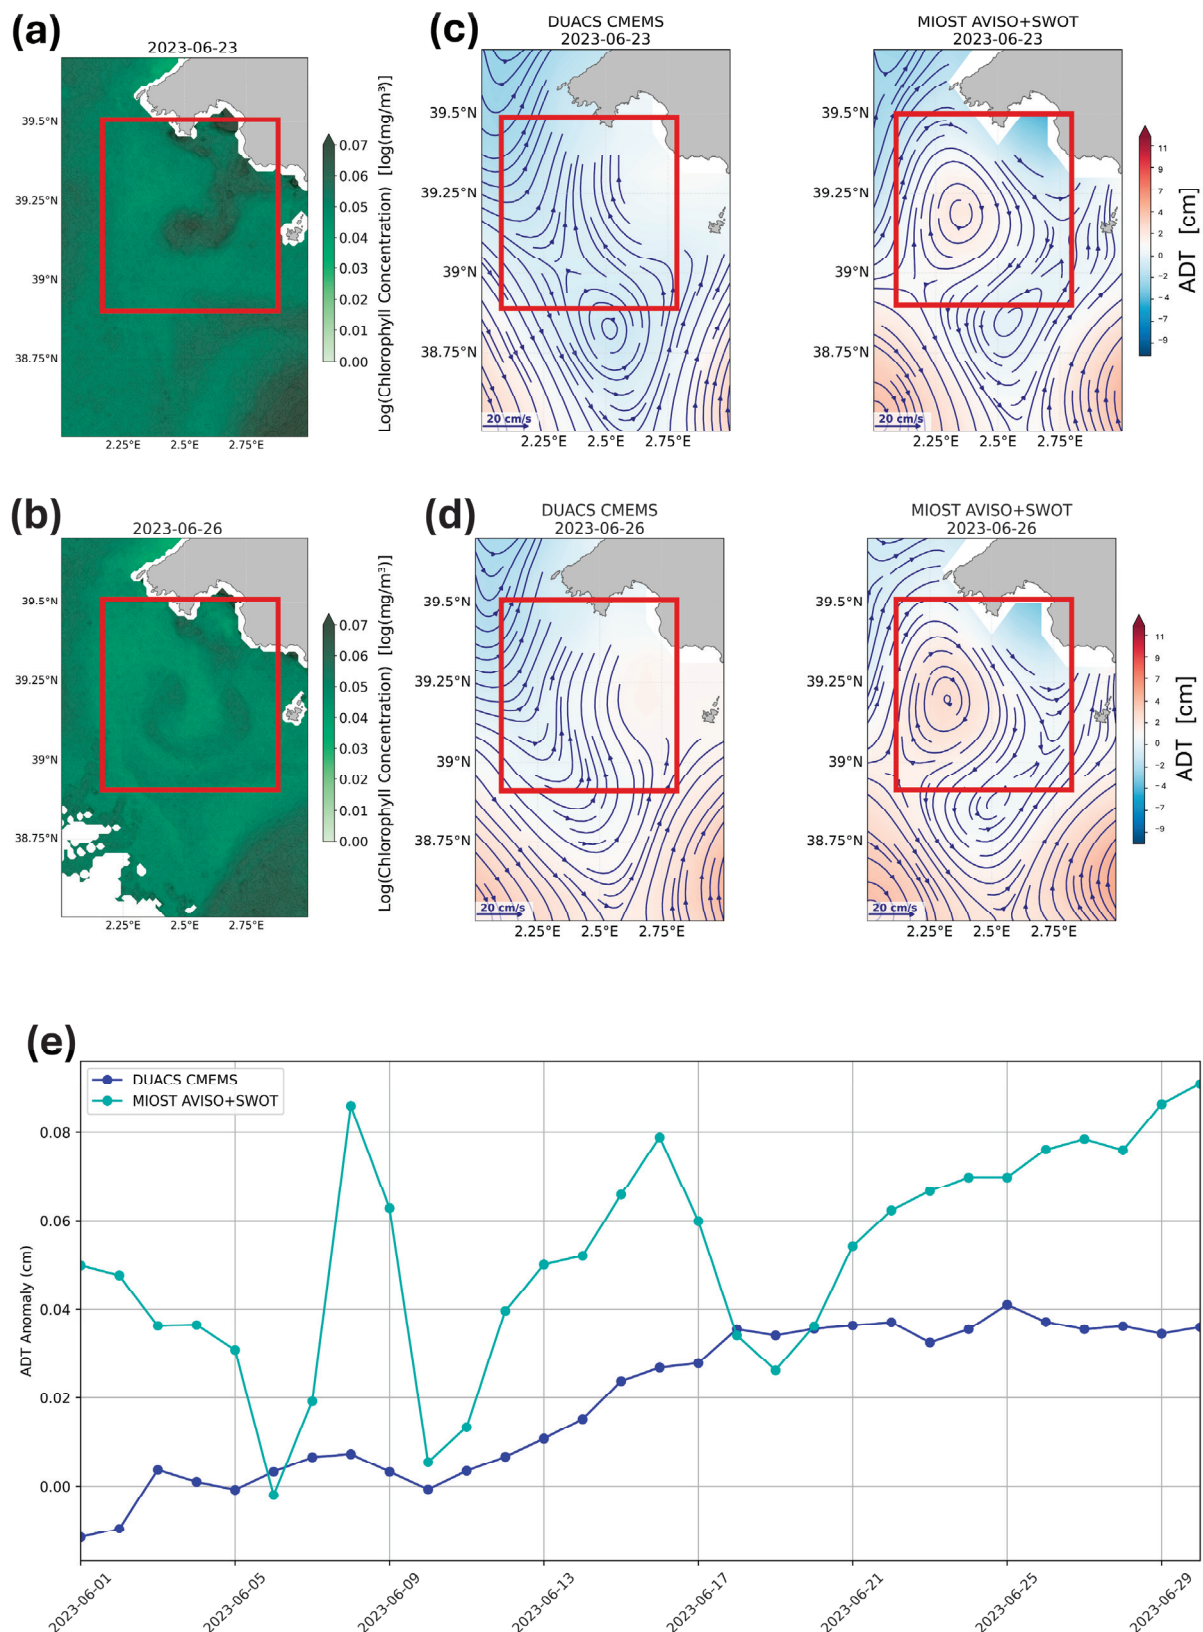 (a)
2023-06-23
39.5°N
39.25°N
39°N
38.75°N
2.25°E 2.5°E 2.75°E
0.07
0.06
0.05
0.04
0.03
0.02
0.01
0.00
Log(Chlorophyll Concentration) [log(mg/m³)]
(c)
DUACS CMEMS
2023-06-23
39.5°N
39.25°N
39°N
38.75°N
20 cm/s
2.25°E 2.5°E 2.75°E
MIOST AVISO+SWOT
2023-06-23
39.5°N
39.25°N
39°N
38.75°N
20 cm/s
2.25°E 2.5°E 2.75°E
11
9
7
4
2
0
−2
−4
−7
−9
ADT [cm]
(b)
2023-06-26
39.5°N
39.25°N
39°N
38.75°N
2.25°E 2.5°E 2.75°E
0.07
0.06
0.05
0.04
0.03
0.02
0.01
0.00
Log(Chlorophyll Concentration) [log(mg/m³)]
(d)
DUACS CMEMS
2023-06-26
39.5°N
39.25°N
39°N
38.75°N
20 cm/s
2.25°E 2.5°E 2.75°E
MIOST AVISO+SWOT
2023-06-26
39.5°N
39.25°N
39°N
38.75°N
20 cm/s
2.25°E 2.5°E 2.75°E
11
9
7
4
2
0
−2
−4
−7
−9
ADT [cm]
(e)
DUACS CMEMS
MIOST AVISO+SWOT
0.08
0.06
0.04
0.02
0.00
ADT Anomaly (cm)
2023-06-01
2023-06-05
2023-06-09
2023-06-13
2023-06-17
2023-06-21
2023-06-25
2023-06-29